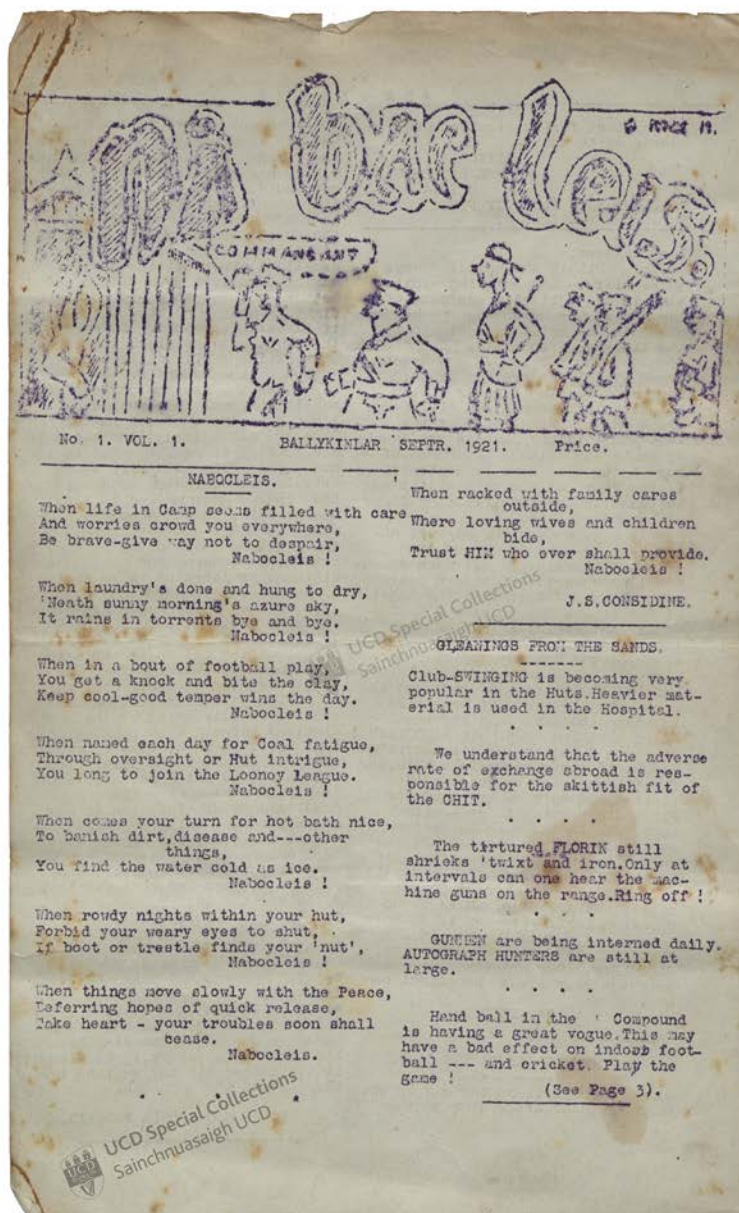 ná bac leis.
COMMANDANT
No. 1. VOL. 1. BALLYKINLAR SEPTR. 1921. Price.
NABOCLEIS.
When life in Camp seems filled with care
And worries crowd you everywhere,
Be brave-give way not to despair,
Nabocleis !
When laundry's done and hung to dry,
'Neath sunny morning's azure sky,
It rains in torrents bye and bye.
Nabocleis !
When in a bout of football play,
You get a knock and bite the clay,
Keep cool-good temper wins the day.
Nabocleis !
When named each day for Coal fatigue,
Through oversight or Hut intrigue,
You long to join the Looney League.
Nabocleis !
When comes your turn for hot bath nice,
To banish dirt,disease and---other
things,
You find the water cold as ice.
Nabocleis !
When rowdy nights within your hut,
Forbid your weary eyes to shut,
If boot or trestle finds your 'nut',
Nabocleis !
When things move slowly with the Peace,
Deferring hopes of quick release,
Take heart - your troubles soon shall
cease.
Nabocleis.
When racked with family cares
outside,
Where loving wives and children
bide,
Trust HIM who ever shall provide.
Nabocleis !
J.S.CONSIDINE.
GLEANINGS FROM THE SANDS.
Club-SWINGING is becoming very
popular in the Huts.Heavier mat-
erial is used in the Hospital.
We understand that the adverse
rate of exchange abroad is res-
ponsible for the skittish fit of
the CHIT.
The tirtured FLORIN still
shrieks 'twixt and iron.Only at
intervals can one hear the mac-
hine guns on the range.Ring off !
GUNMEN are being interned daily.
AUTOGRAPH HUNTERS are still at
large.
Hand ball in the ' Compound
is having a great vogue.This may
have a bad effect on indoor foot-
ball --- and cricket. Play the
game !
(See Page 3).
UCD Special Collections
Sainchnuasaigh UCD
UCD Special Collections
Sainchnuasaigh UCD
UCD